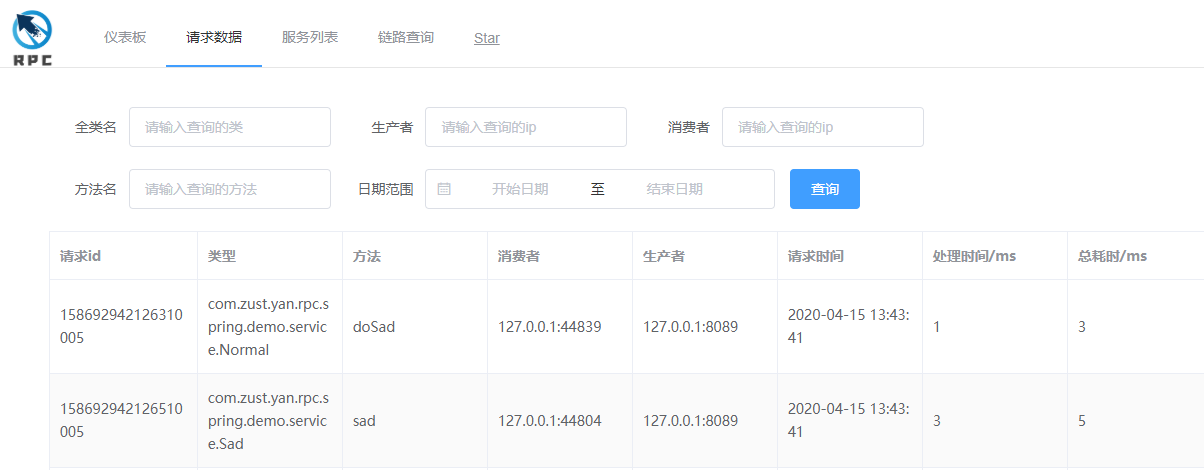 RPC
仪表板 请求数据 服务列表 链路查询 Star
全类名 请输入查询的类 生产者 请输入查询的ip 消费者 请输入查询的ip
方法名 请输入查询的方法 日期范围 开始日期 至 结束日期 查询
请求id 类型 方法 消费者 生产者 请求时间 处理时间/ms 总耗时/ms
158692942126310
005
com.zust.yan.rpc.s
pring.demo.servic
e.Normal
doSad
127.0.0.1:44839
127.0.0.1:8089
2020-04-15 13:43:
41
1
3
158692942126510
005
com.zust.yan.rpc.s
pring.demo.servic
e.Sad
sad
127.0.0.1:44804
127.0.0.1:8089
2020-04-15 13:43:
41
3
5